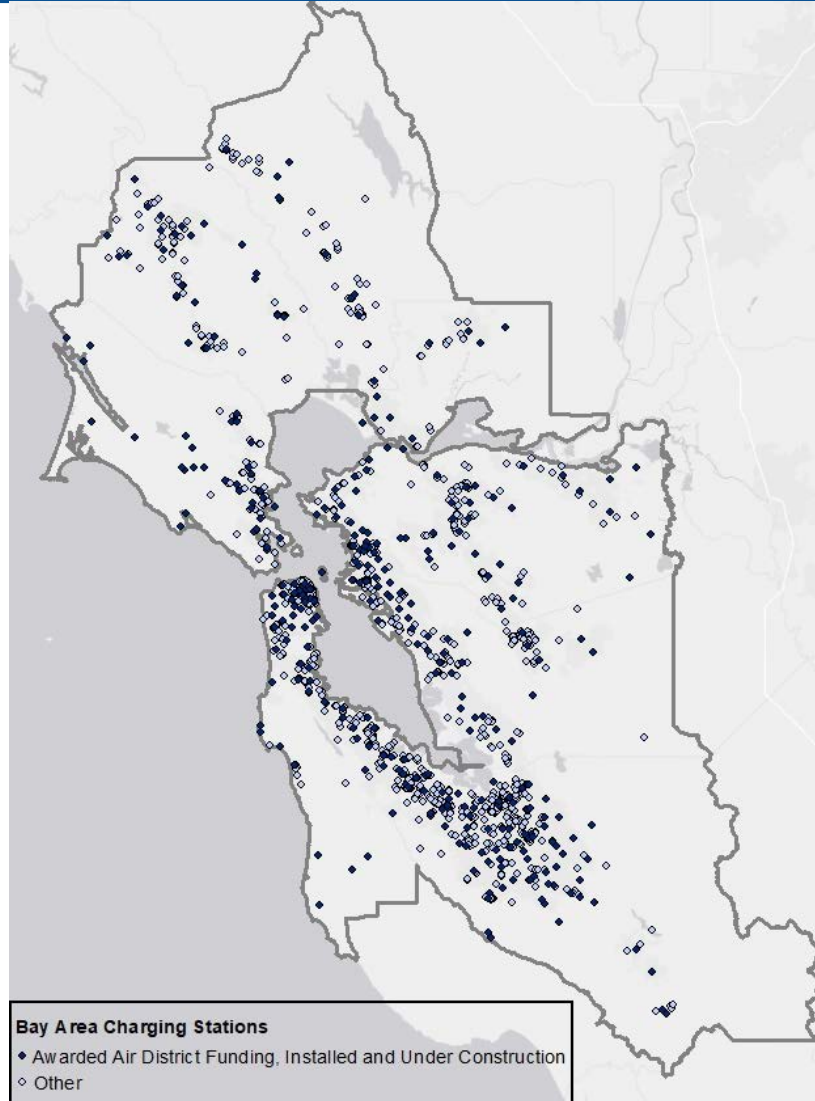 Bay Area Charging Stations
Awarded Air District Funding, Installed and Under Construction
Other